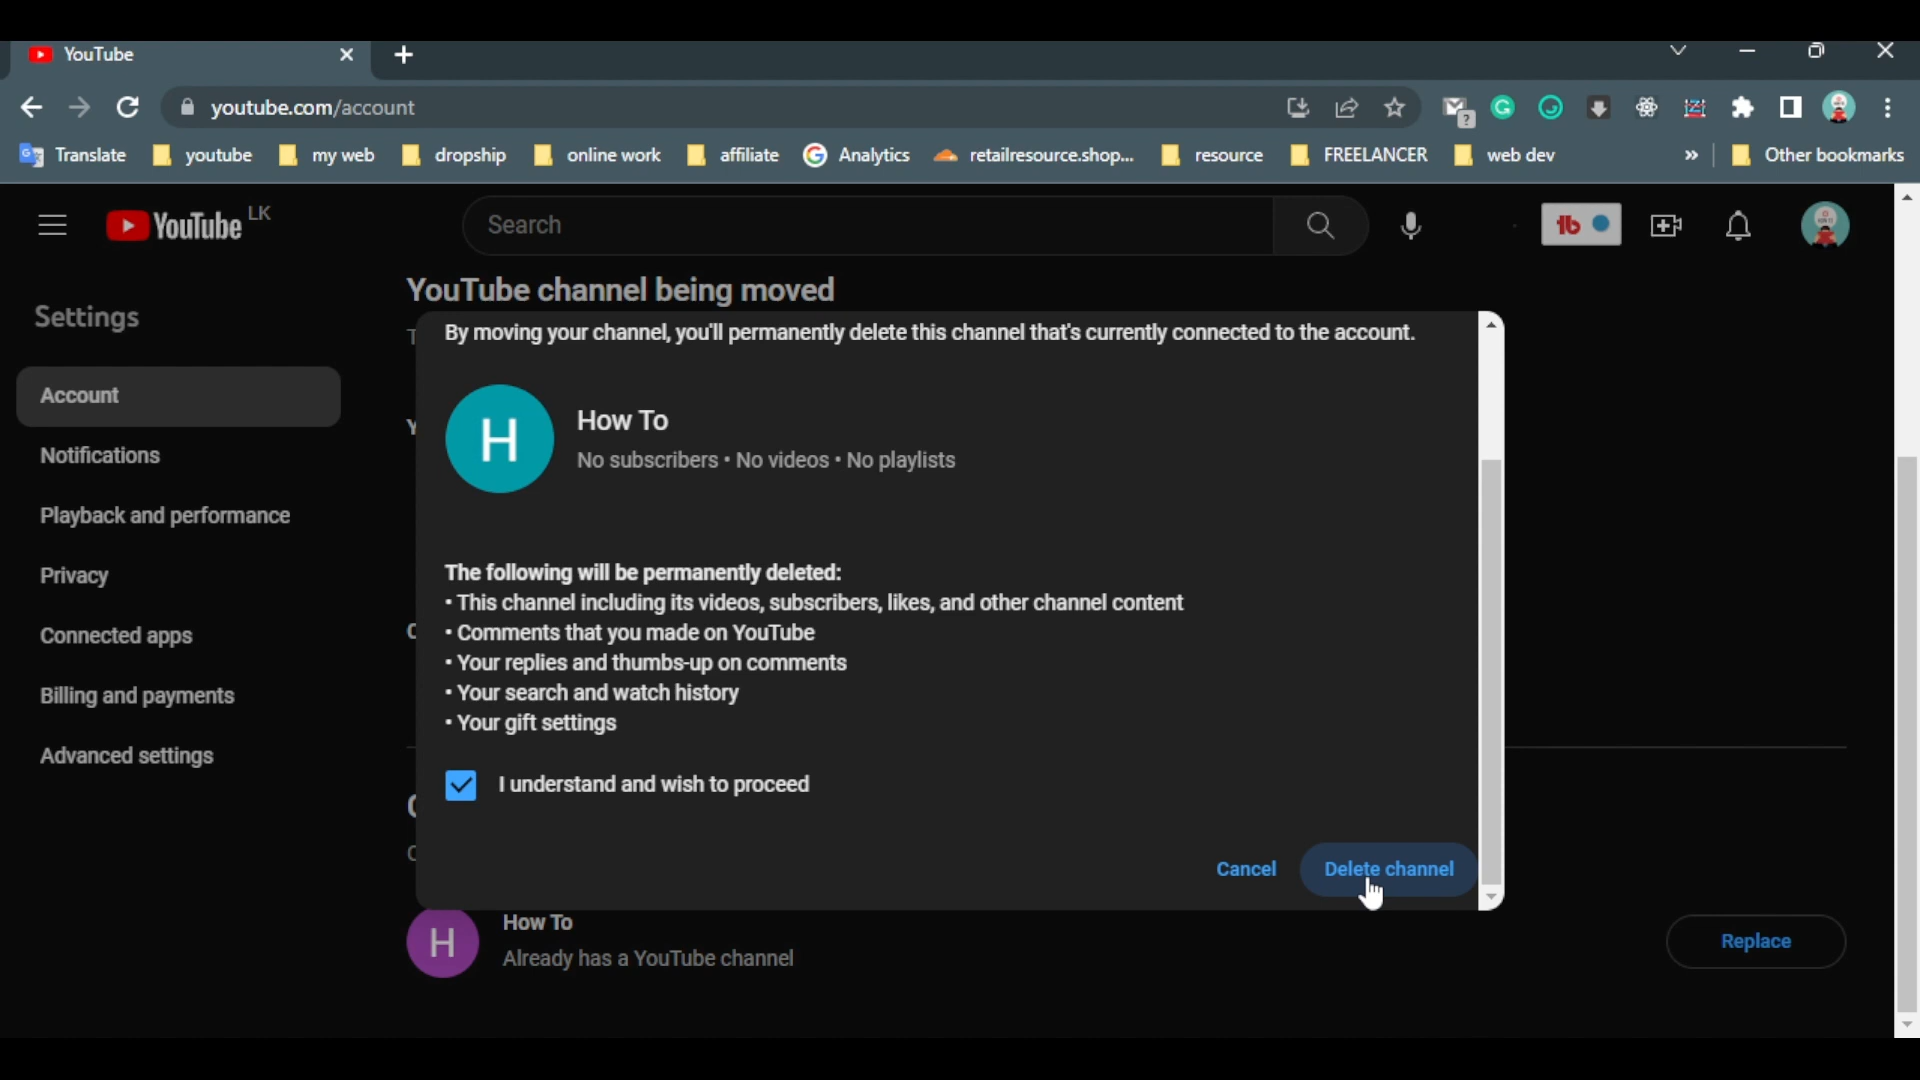 YouTube
youtube.com/account
Translate youtube my web dropship online work affiliate Analytics retailresource.shop... resource FREELANCER web dev » Other bookmarks
YouTube LK
Search
tb
YouTube channel being moved
Settings
By moving your channel, you'll permanently delete this channel that's currently connected to the account.
Account
H
How To
No subscribers • No videos • No playlists
Notifications
Playback and performance
Privacy
Connected apps
Billing and payments
Advanced settings
The following will be permanently deleted:
• This channel including its videos, subscribers, likes, and other channel content
• Comments that you made on YouTube
• Your replies and thumbs-up on comments
• Your search and watch history
• Your gift settings
I understand and wish to proceed
Cancel Delete channel
H
How To
Already has a YouTube channel
Replace